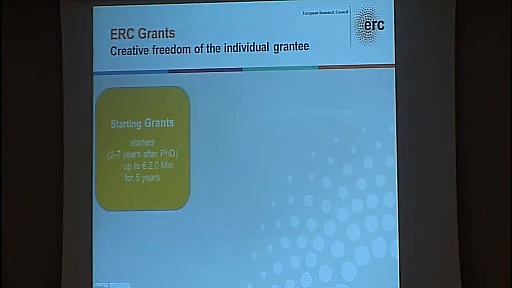 European Research Council
erc
ERC Grants
Creative freedom of the individual grantee
Starting Grants
starters
(2-7 years after PhD)
up to € 2.0 Mio
for 5 years